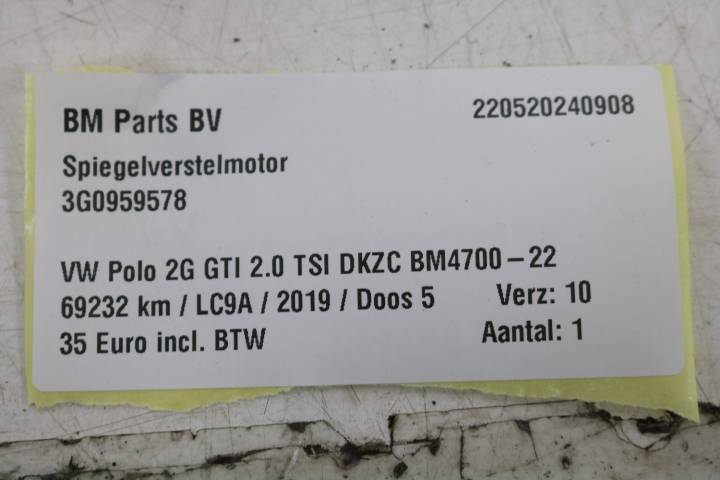 BM Parts BV 220520240908
Spiegelverstelmotor
3G0959578
VW Polo 2G GTI 2.0 TSI DKZC BM4700-22
69232 km / LC9A / 2019 / Doos 5 Verz: 10
35 Euro incl. BTW Aantal: 1